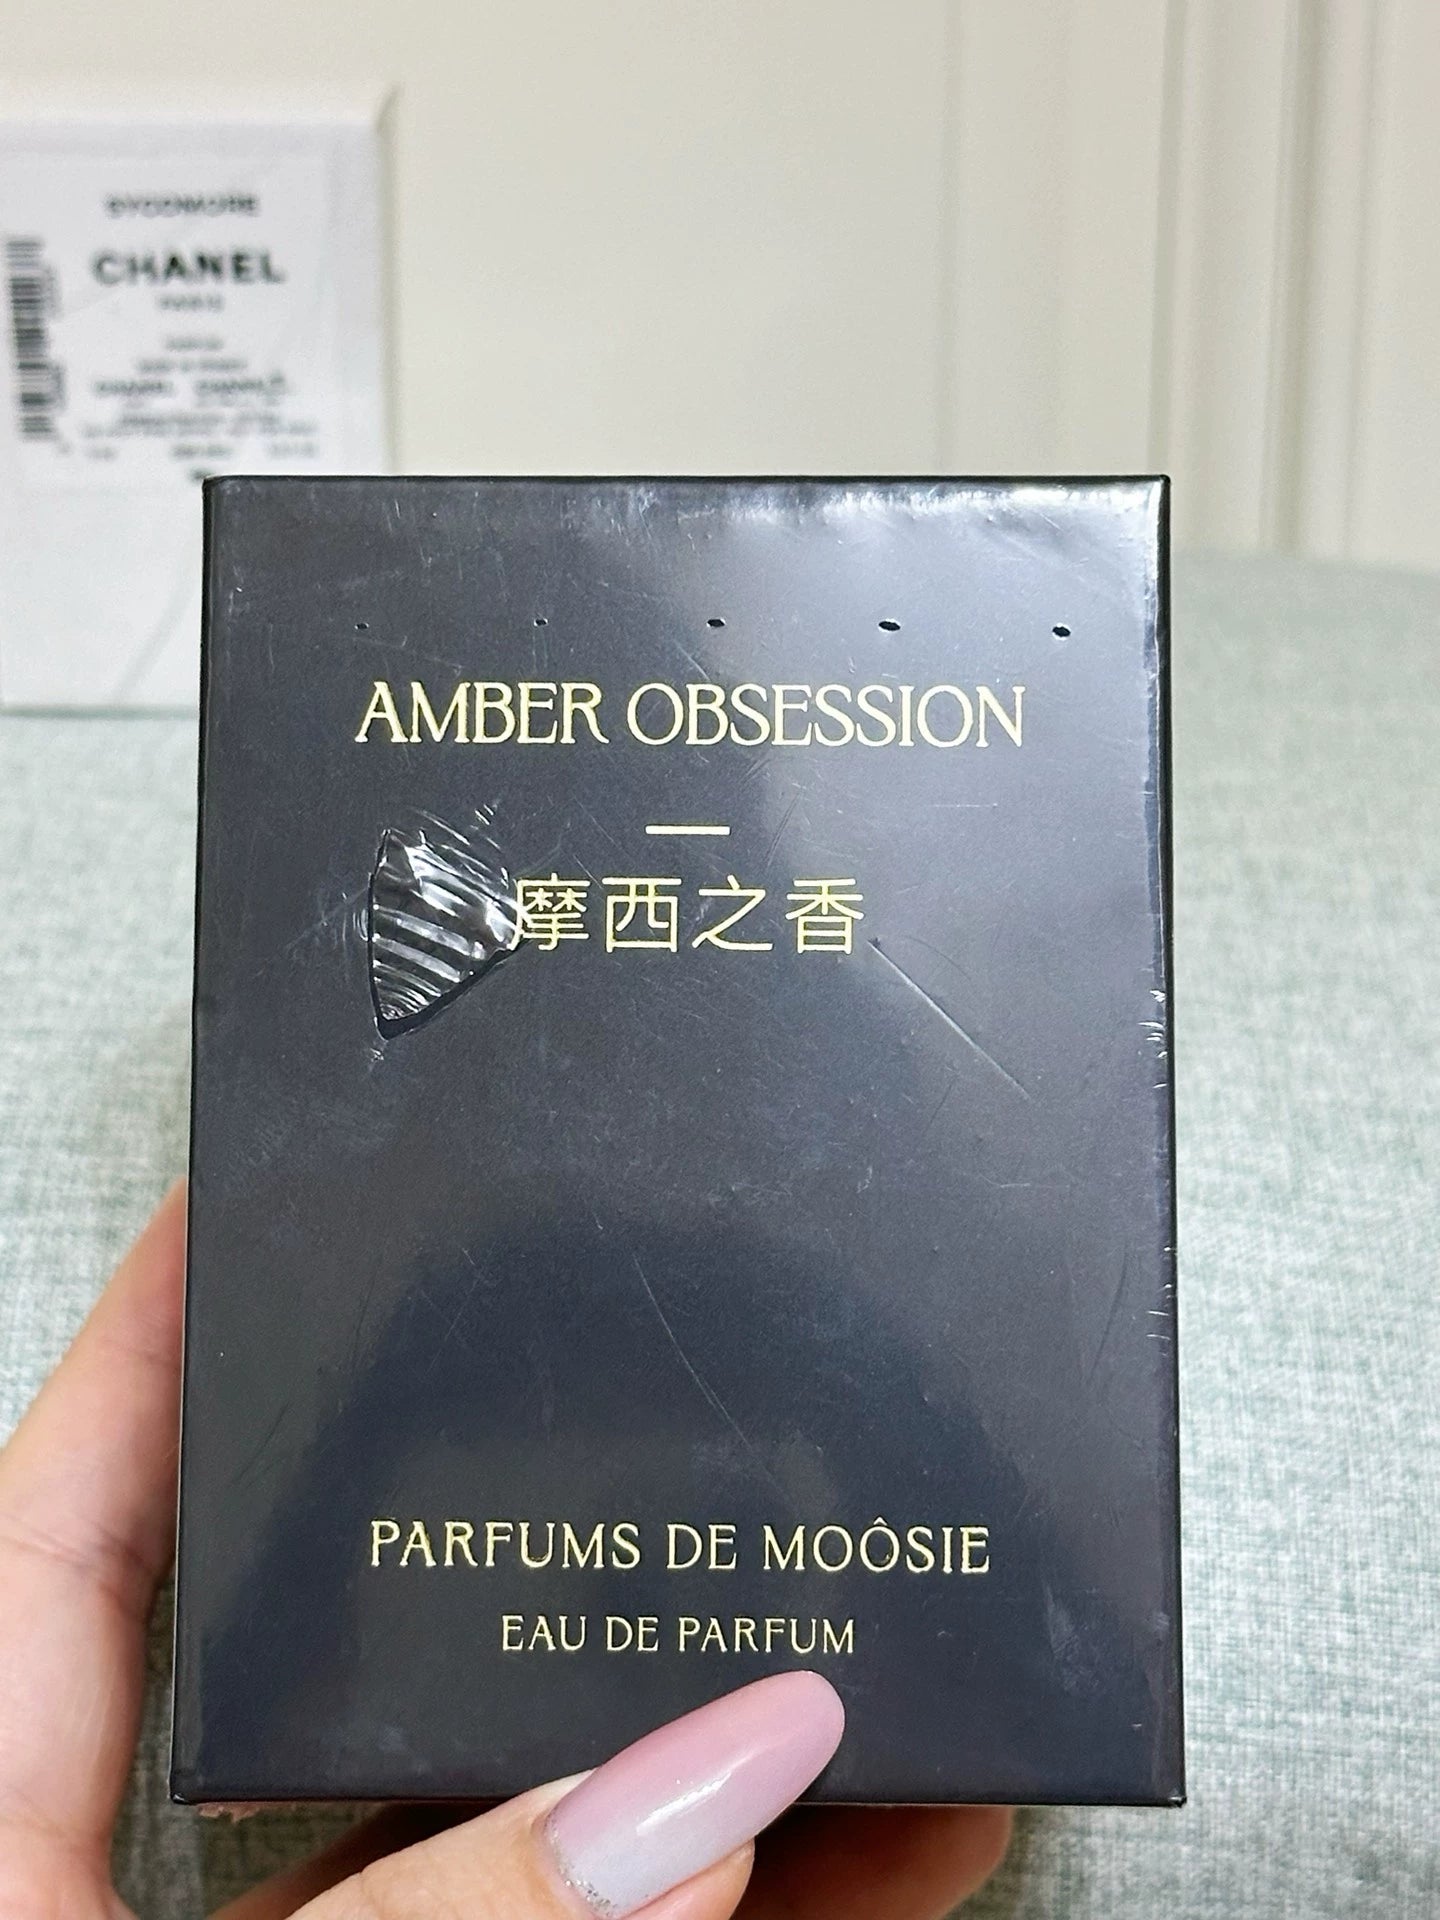 SYCOMORE
CHANEL
PARIS
AMBER OBSESSION
摩西之香
PARFUMS DE MOÔSIE
EAU DE PARFUM